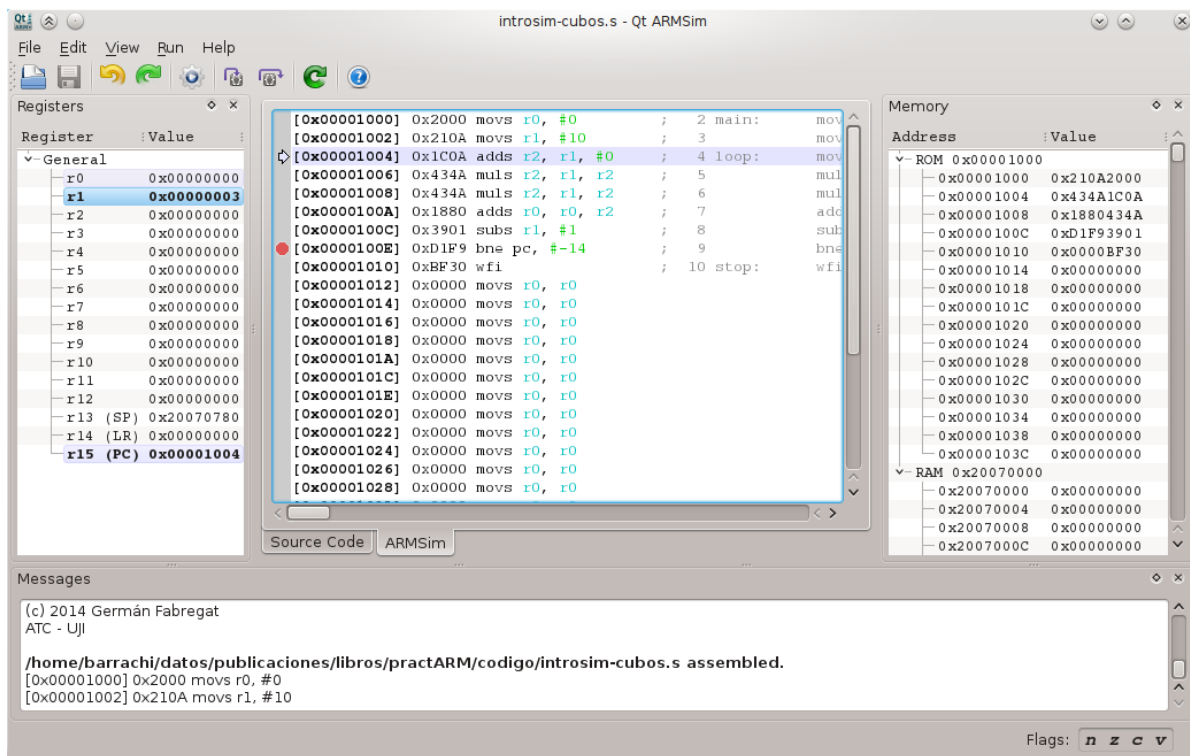 introsim-cubos.s - Qt ARMSim
File Edit View Run Help
Registers
Register Value
General
r0 0x00000000
r1 0x00000003
r2 0x00000000
r3 0x00000000
r4 0x00000000
r5 0x00000000
r6 0x00000000
r7 0x00000000
r8 0x00000000
r9 0x00000000
r10 0x00000000
r11 0x00000000
r12 0x00000000
r13 (SP) 0x20070780
r14 (LR) 0x00000000
r15 (PC) 0x00001004
[0x00001000] 0x2000 movs r0, #0 ; 2 main: mov
[0x00001002] 0x210A movs r1, #10 ; 3 mov
[0x00001004] 0x1C0A adds r2, r1, #0 ; 4 loop: mov
[0x00001006] 0x434A muls r2, r1, r2 ; 5 mul
[0x00001008] 0x434A muls r2, r1, r2 ; 6 mul
[0x0000100A] 0x1880 adds r0, r0, r2 ; 7 add
[0x0000100C] 0x3901 subs r1, #1 ; 8 sub
[0x0000100E] 0xD1F9 bne pc, #-14 ; 9 bne
[0x00001010] 0xBF30 wfi ; 10 stop: wfi
[0x00001012] 0x0000 movs r0, r0
[0x00001014] 0x0000 movs r0, r0
[0x00001016] 0x0000 movs r0, r0
[0x00001018] 0x0000 movs r0, r0
[0x0000101A] 0x0000 movs r0, r0
[0x0000101C] 0x0000 movs r0, r0
[0x0000101E] 0x0000 movs r0, r0
[0x00001020] 0x0000 movs r0, r0
[0x00001022] 0x0000 movs r0, r0
[0x00001024] 0x0000 movs r0, r0
[0x00001026] 0x0000 movs r0, r0
[0x00001028] 0x0000 movs r0, r0
Source Code ARMSim
Memory
Address Value
ROM 0x00001000
0x00001000 0x210A2000
0x00001004 0x434A1C0A
0x00001008 0x1880434A
0x0000100C 0xD1F93901
0x00001010 0x0000BF30
0x00001014 0x00000000
0x00001018 0x00000000
0x0000101C 0x00000000
0x00001020 0x00000000
0x00001024 0x00000000
0x00001028 0x00000000
0x0000102C 0x00000000
0x00001030 0x00000000
0x00001034 0x00000000
0x00001038 0x00000000
0x0000103C 0x00000000
RAM 0x20070000
0x20070000 0x00000000
0x20070004 0x00000000
0x20070008 0x00000000
0x2007000C 0x00000000
Messages
(c) 2014 Germán Fabregat
ATC - UJI
/home/barrachi/datos/publicaciones/libros/practARM/codigo/introsim-cubos.s assembled.
[0x00001000] 0x2000 movs r0, #0
[0x00001002] 0x210A movs r1, #10
Flags: n z c v